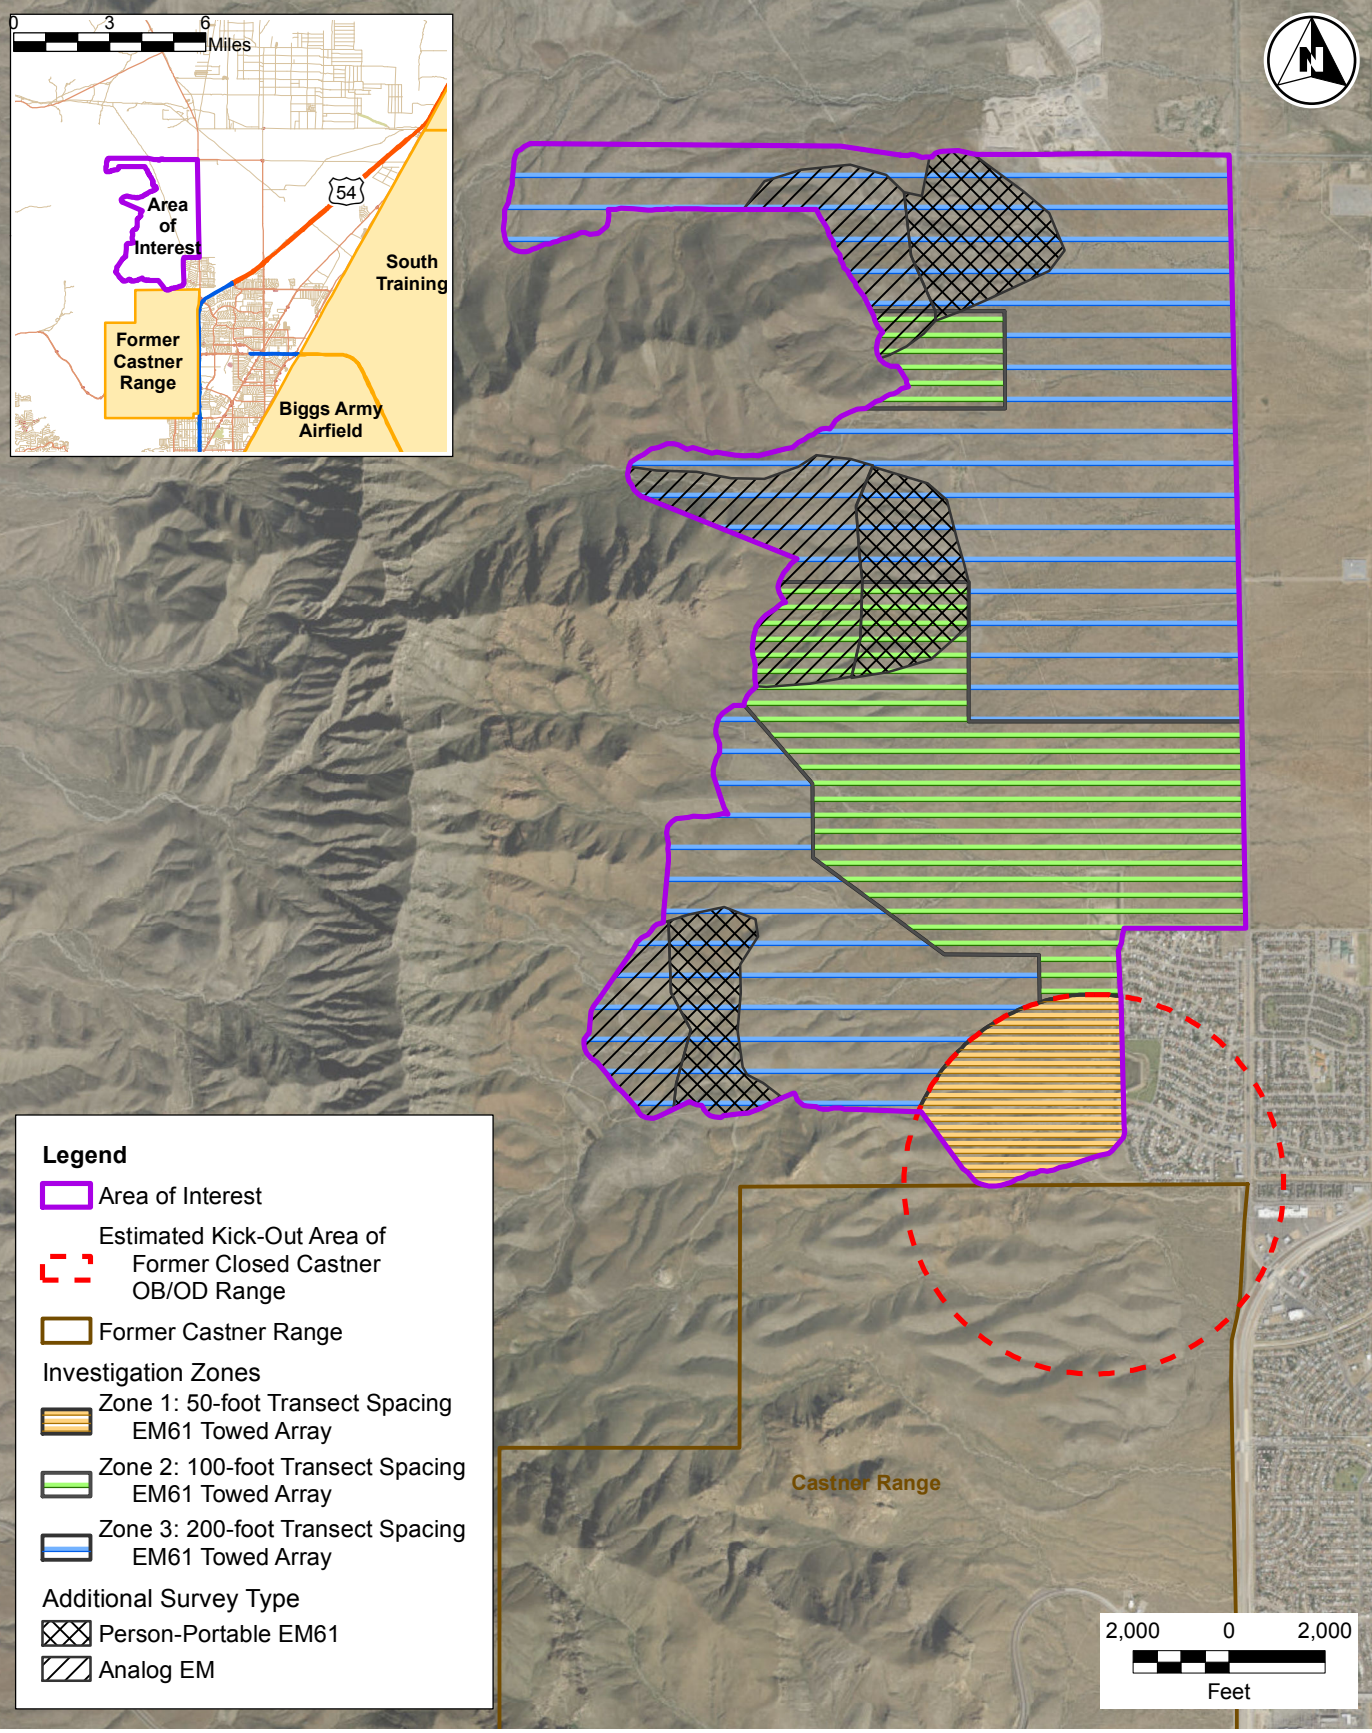 0 3 6
Miles
N
54
Area
of
Interest
South
Training
Former
Castner
Range
Biggs Army
Airfield
Legend
Area of Interest
Estimated Kick-Out Area of
Former Closed Castner
OB/OD Range
Former Castner Range
Investigation Zones
Zone 1: 50-foot Transect Spacing
EM61 Towed Array
Zone 2: 100-foot Transect Spacing
EM61 Towed Array
Zone 3: 200-foot Transect Spacing
EM61 Towed Array
Additional Survey Type
Person-Portable EM61
Analog EM
Castner Range
2,000 0 2,000
Feet